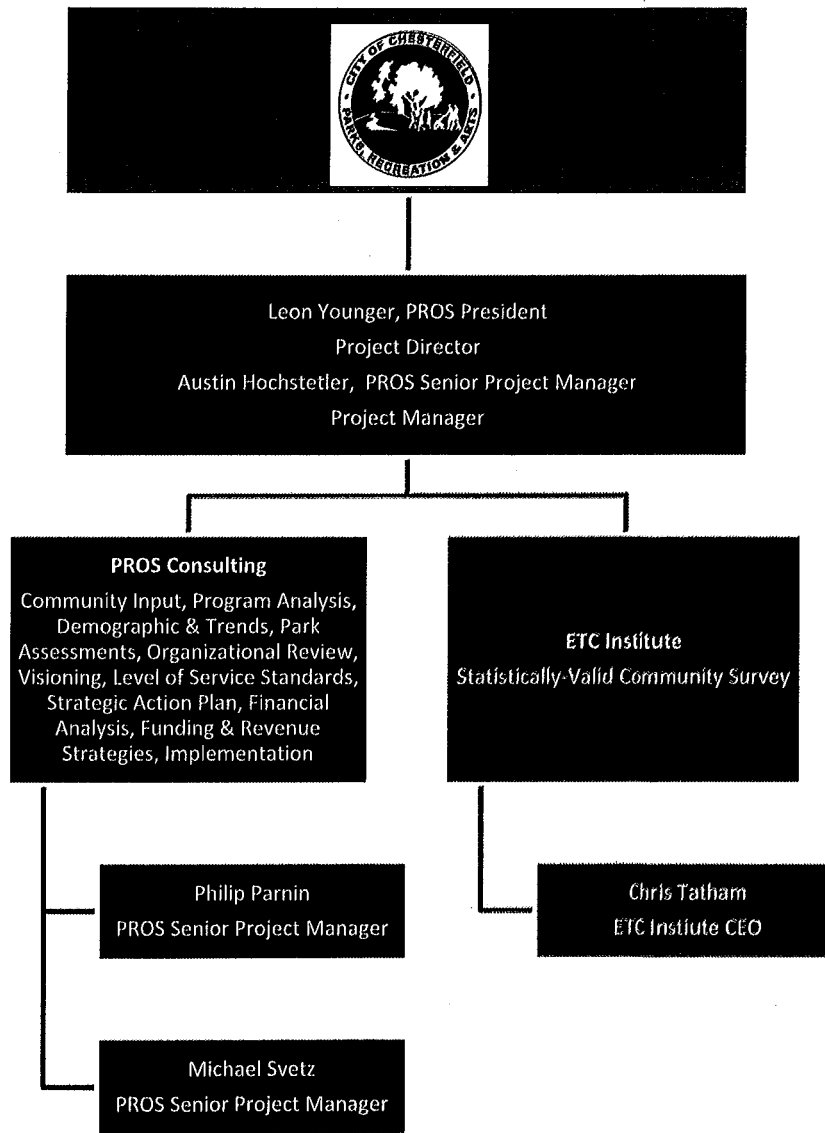 CITY OF CHESTERFIELD
PARKS, RECREATION & ARTS
Leon Younger, PROS President
Project Director
Austin Hochstetler, PROS Senior Project Manager
Project Manager
PROS Consulting
Community Input, Program Analysis,
Demographic & Trends, Park
Assessments, Organizational Review,
Visioning, Level of Service Standards,
Strategic Action Plan, Financial
Analysis, Funding & Revenue
Strategies, Implementation
ETC Institute
Statistically-Valid Community Survey
Philip Parnin
PROS Senior Project Manager
Chris Tatham
ETC Instiute CEO
Michael Svetz
PROS Senior Project Manager